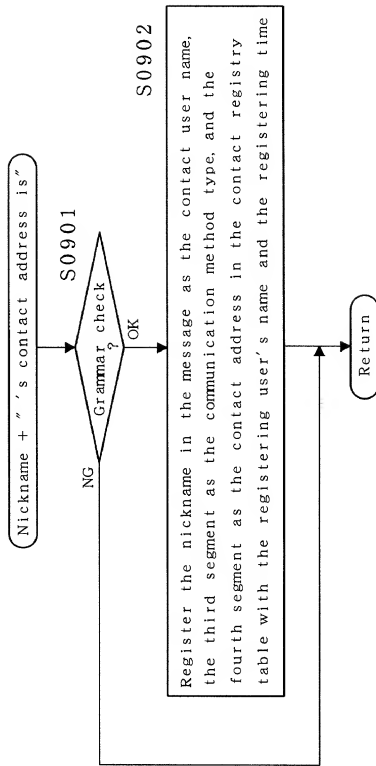 Nickname + " 's contact address is"
S0901
Grammar check
?
NG
OK
S0902
Register the nickname in the message as the contact user name,
the third segment as the communication method type, and the
fourth segment as the contact address in the contact registry
table with the registering user's name and the registering time
Return